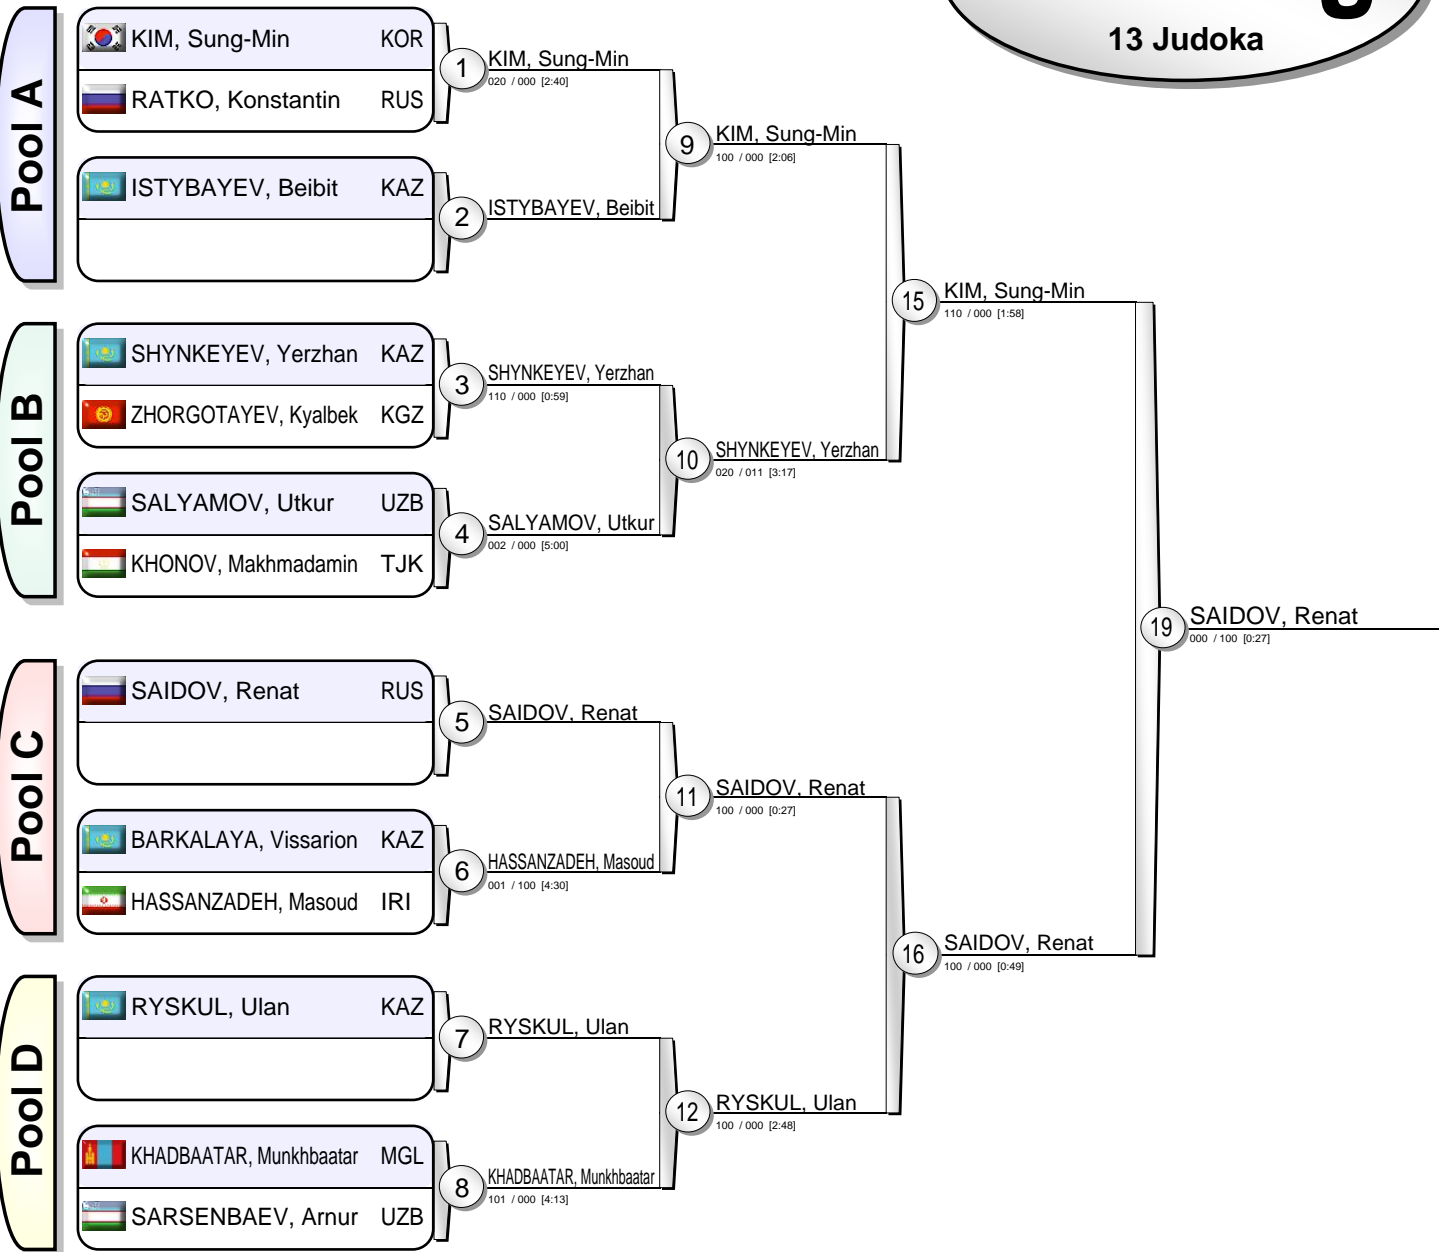 13 Judoka
Pool A
KIM, Sung-Min KOR
RATKO, Konstantin RUS
1
KIM, Sung-Min
020 / 000 [2:40]
ISTYBAYEV, Beibit KAZ
2
ISTYBAYEV, Beibit
9
KIM, Sung-Min
100 / 000 [2:06]
Pool B
SHYNKEYEV, Yerzhan KAZ
ZHORGOTAYEV, Kyalbek KGZ
3
SHYNKEYEV, Yerzhan
110 / 000 [0:59]
SALYAMOV, Utkur UZB
KHONOV, Makhmadamin TJK
4
SALYAMOV, Utkur
002 / 000 [5:00]
10
SHYNKEYEV, Yerzhan
020 / 011 [3:17]
15
KIM, Sung-Min
110 / 000 [1:58]
Pool C
SAIDOV, Renat RUS
5
SAIDOV, Renat
BARKALAYA, Vissarion KAZ
HASSANZADEH, Masoud IRI
6
HASSANZADEH, Masoud
001 / 100 [4:30]
11
SAIDOV, Renat
100 / 000 [0:27]
Pool D
RYSKUL, Ulan KAZ
7
RYSKUL, Ulan
KHADBAATAR, Munkhbaatar MGL
SARSENBAEV, Arnur UZB
8
KHADBAATAR, Munkhbaatar
101 / 000 [4:13]
12
RYSKUL, Ulan
100 / 000 [2:48]
16
SAIDOV, Renat
100 / 000 [0:49]
19
SAIDOV, Renat
000 / 100 [0:27]